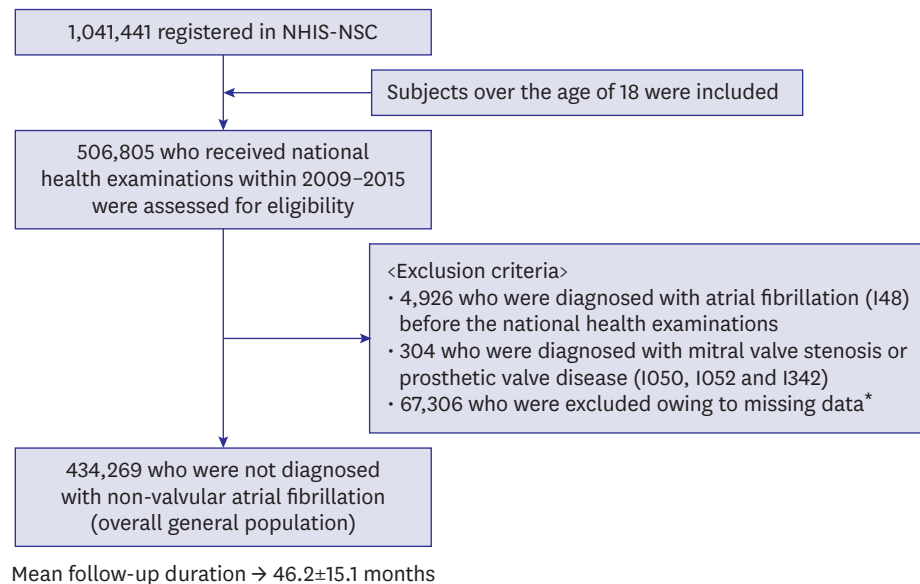 1,041,441 registered in NHIS-NSC
Subjects over the age of 18 were included
506,805 who received national
health examinations within 2009–2015
were assessed for eligibility
<Exclusion criteria>
· 4,926 who were diagnosed with atrial fibrillation (I48)
before the national health examinations
· 304 who were diagnosed with mitral valve stenosis or
prosthetic valve disease (I050, I052 and I342)
· 67,306 who were excluded owing to missing data*
434,269 who were not diagnosed
with non-valvular atrial fibrillation
(overall general population)
Mean follow-up duration → 46.2±15.1 months